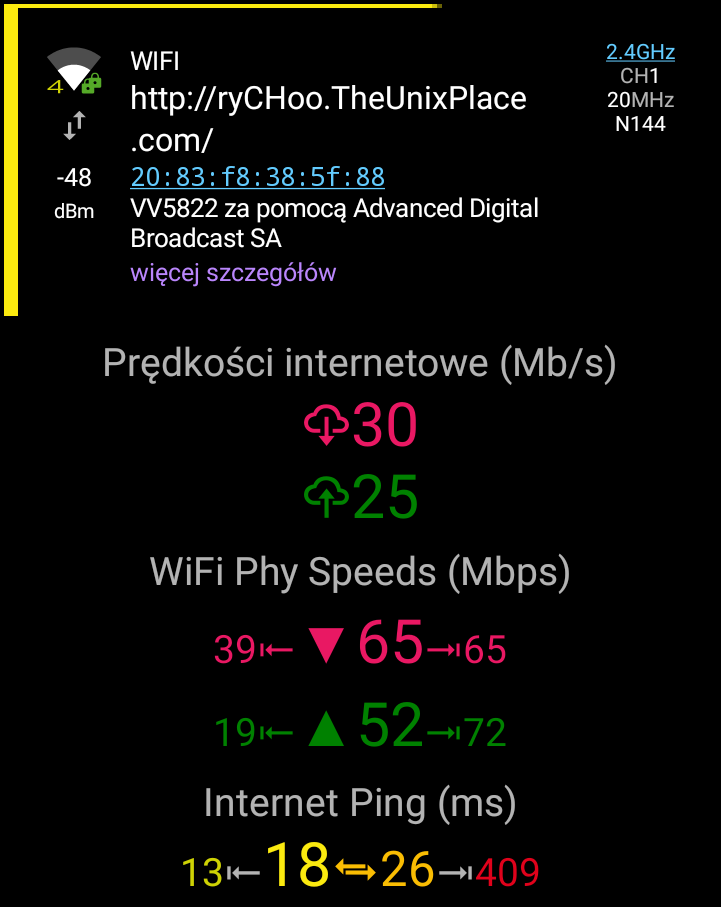 WIFI
2.4GHz
http://ryCHoo.TheUnixPlace
.com/
CH1
20MHz
N144
4
-48
dBm
20:83:f8:38:5f:88
VV5822 za pomocą Advanced Digital
Broadcast SA
więcej szczegółów
Prędkości internetowe (Mb/s)
30
25
WiFi Phy Speeds (Mbps)
39 65 65
19 52 72
Internet Ping (ms)
13 18 26 409